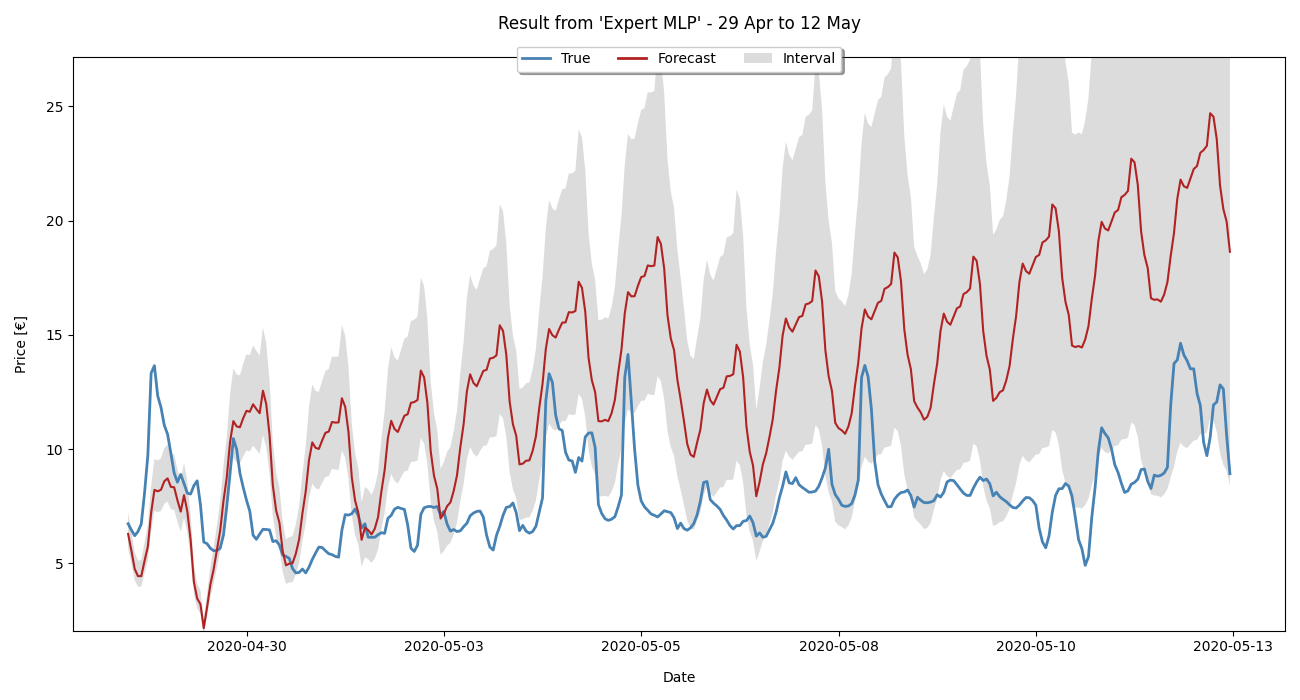 Result from 'Expert MLP' - 29 Apr to 12 May
True Forecast Interval
Price [€]
25
20
15
10
5
2020-04-30 2020-05-03 2020-05-05 2020-05-08 2020-05-10 2020-05-13
Date